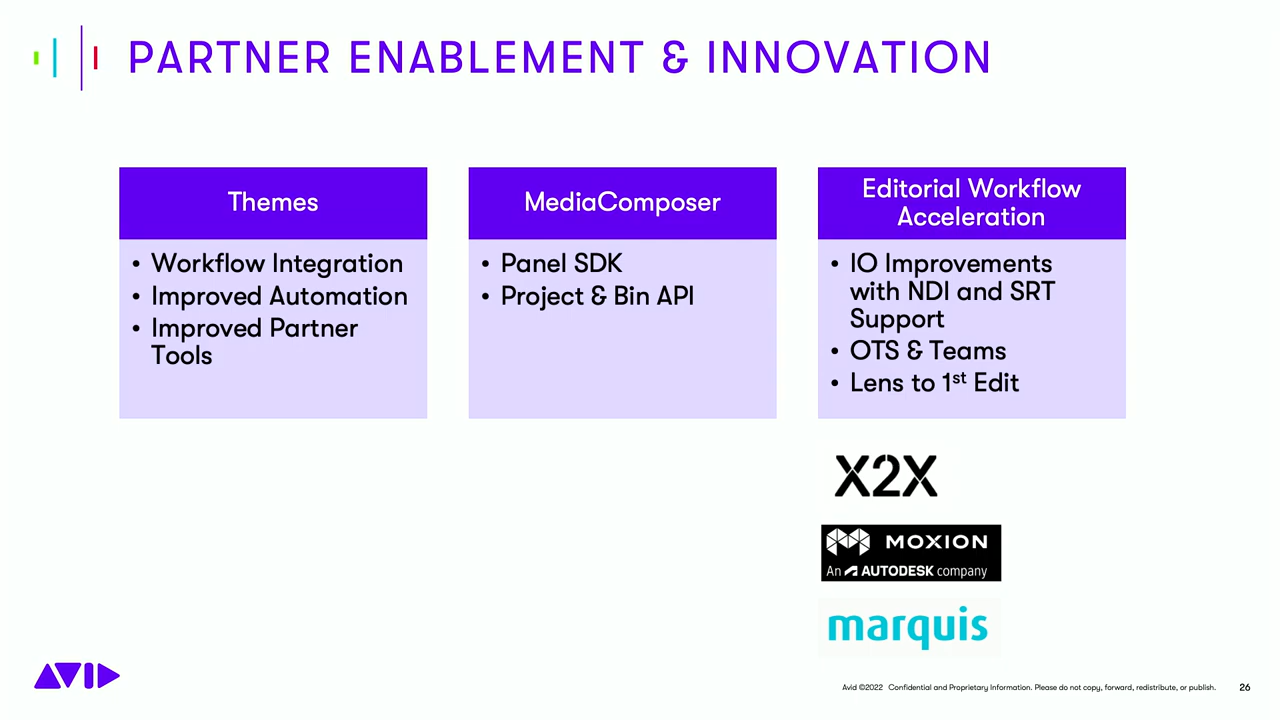 PARTNER ENABLEMENT & INNOVATION
Themes
• Workflow Integration
• Improved Automation
• Improved Partner
Tools
MediaComposer
• Panel SDK
• Project & Bin API
Editorial Workflow
Acceleration
• IO Improvements
with NDI and SRT
Support
• OTS & Teams
• Lens to 1st Edit
X2X
MOXION
An AUTODESK company
marquis
AVID
Avid ©2022 Confidential and Proprietary Information. Please do not copy, forward, redistribute, or publish. 26